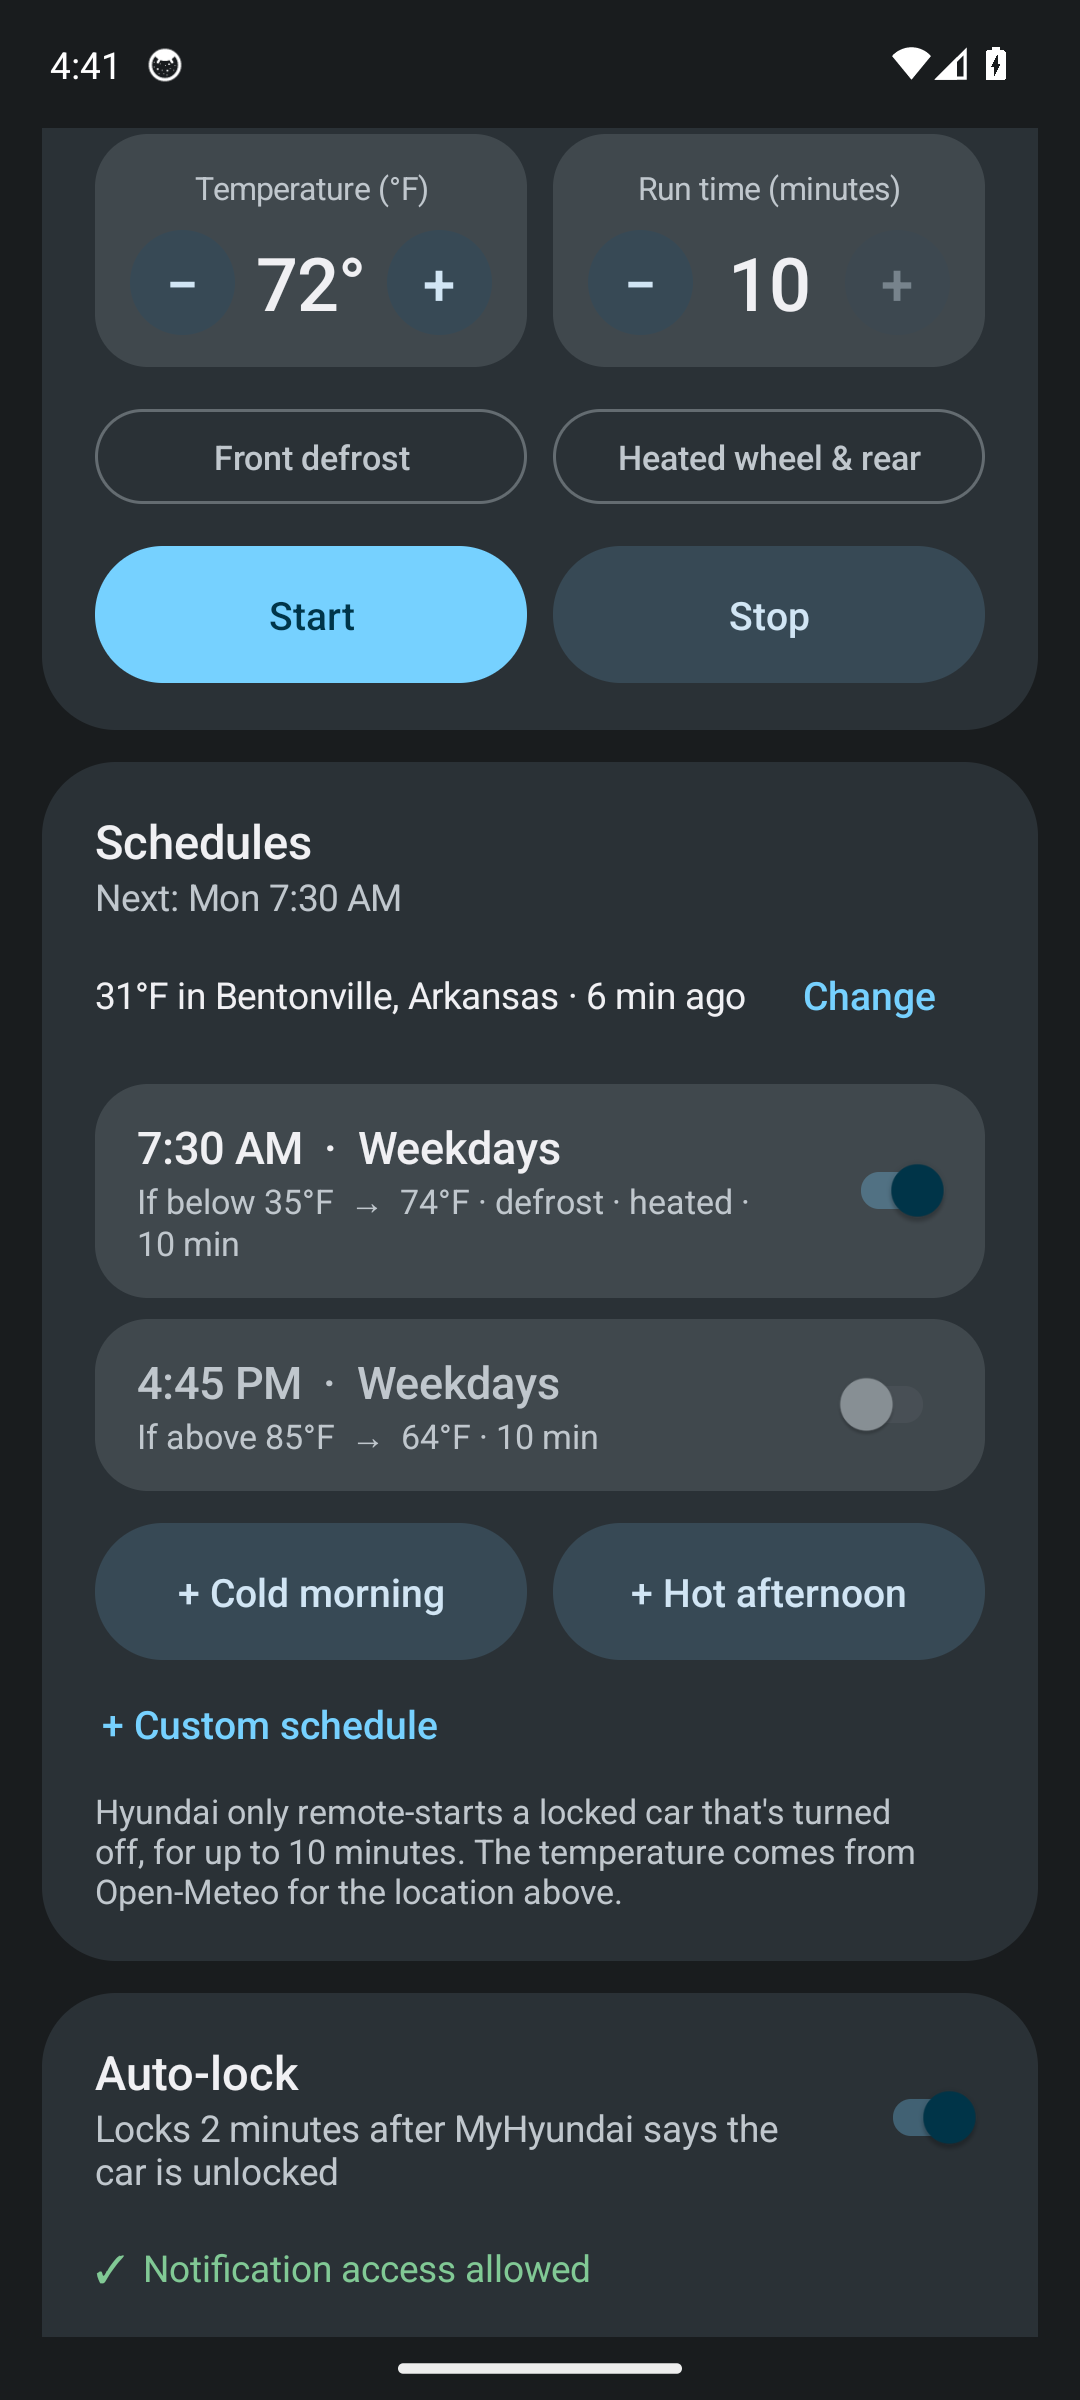 4:41
Temperature (°F)
Run time (minutes)
− 72° +
− 10 +
Front defrost
Heated wheel & rear
Start
Stop
Schedules
Next: Mon 7:30 AM
31°F in Bentonville, Arkansas · 6 min ago
Change
7:30 AM · Weekdays
If below 35°F → 74°F · defrost · heated ·
10 min
4:45 PM · Weekdays
If above 85°F → 64°F · 10 min
+ Cold morning
+ Hot afternoon
+ Custom schedule
Hyundai only remote-starts a locked car that's turned
off, for up to 10 minutes. The temperature comes from
Open-Meteo for the location above.
Auto-lock
Locks 2 minutes after MyHyundai says the
car is unlocked
✓ Notification access allowed